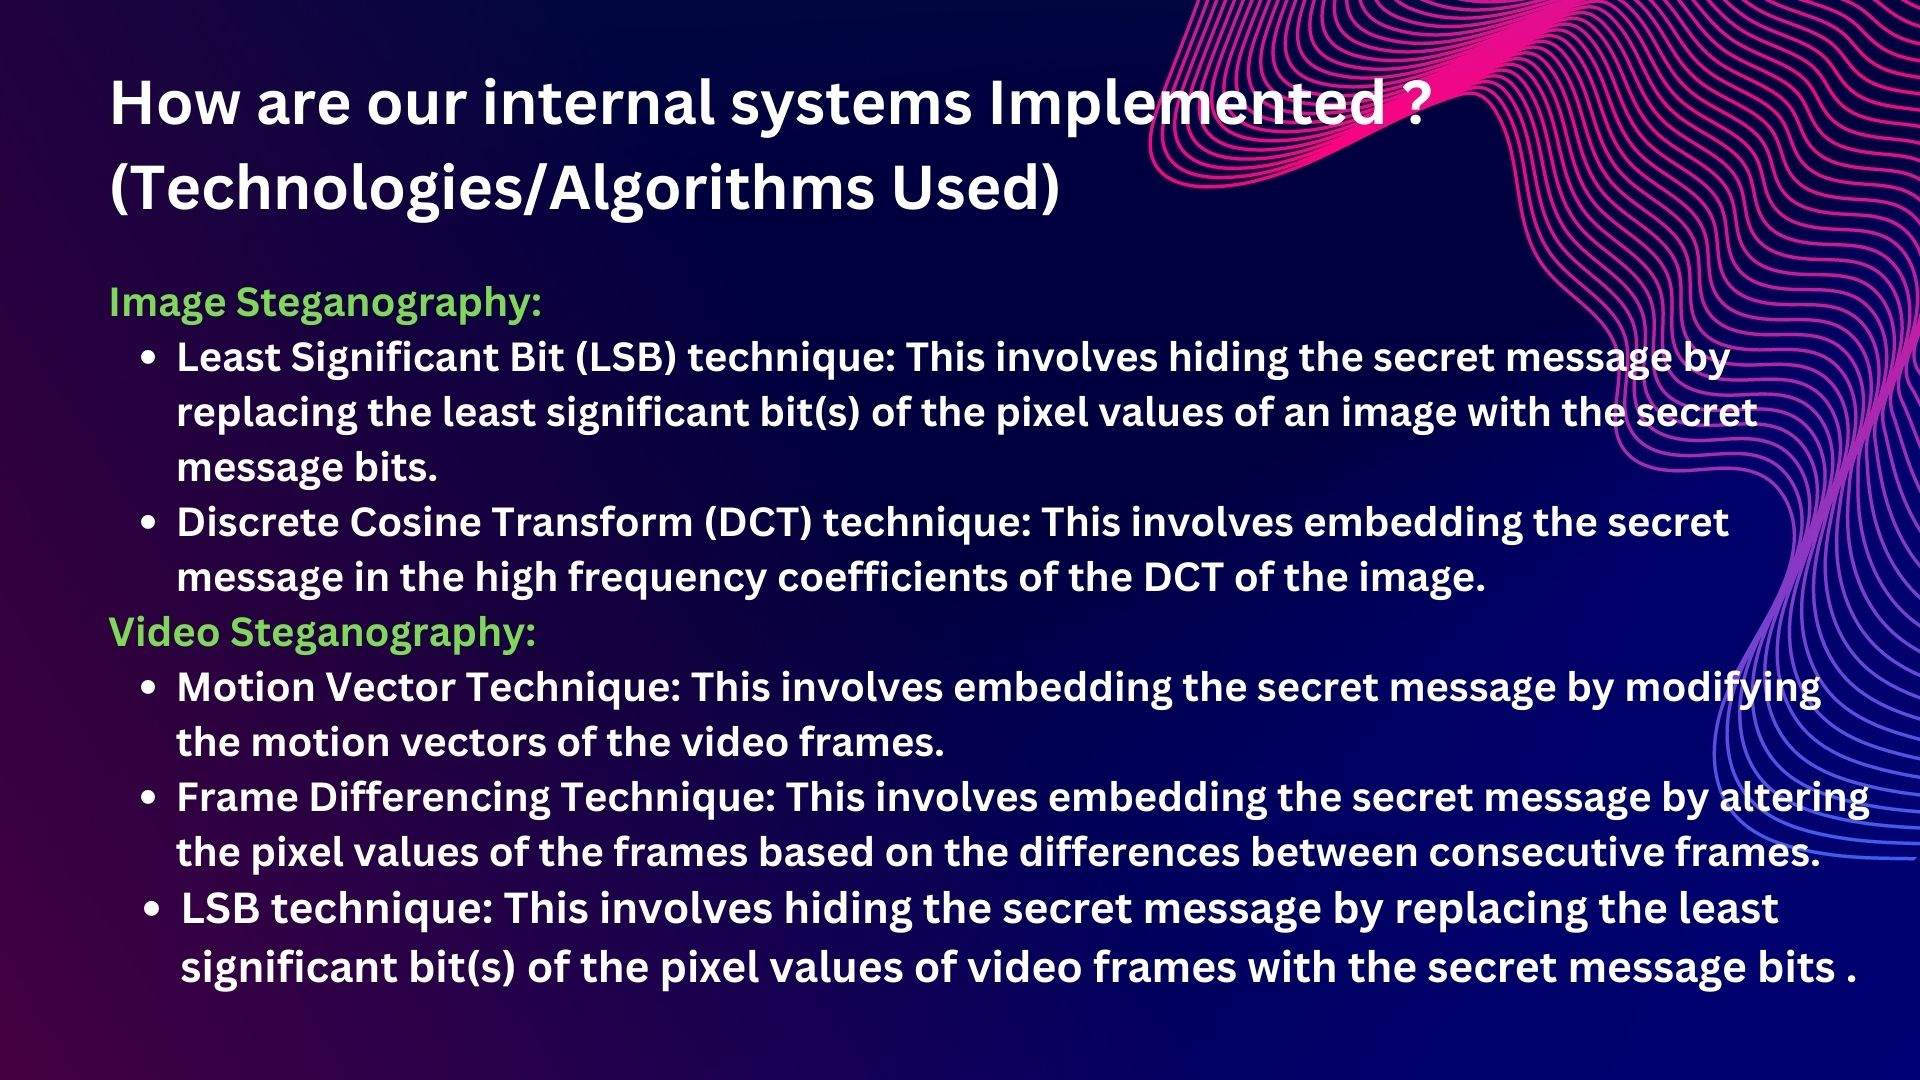 How are our internal systems Implemented ?
(Technologies/Algorithms Used)
Image Steganography:
• Least Significant Bit (LSB) technique: This involves hiding the secret message by
replacing the least significant bit(s) of the pixel values of an image with the secret
message bits.
• Discrete Cosine Transform (DCT) technique: This involves embedding the secret
message in the high frequency coefficients of the DCT of the image.
Video Steganography:
• Motion Vector Technique: This involves embedding the secret message by modifying
the motion vectors of the video frames.
• Frame Differencing Technique: This involves embedding the secret message by altering
the pixel values of the frames based on the differences between consecutive frames.
• LSB technique: This involves hiding the secret message by replacing the least
significant bit(s) of the pixel values of video frames with the secret message bits .